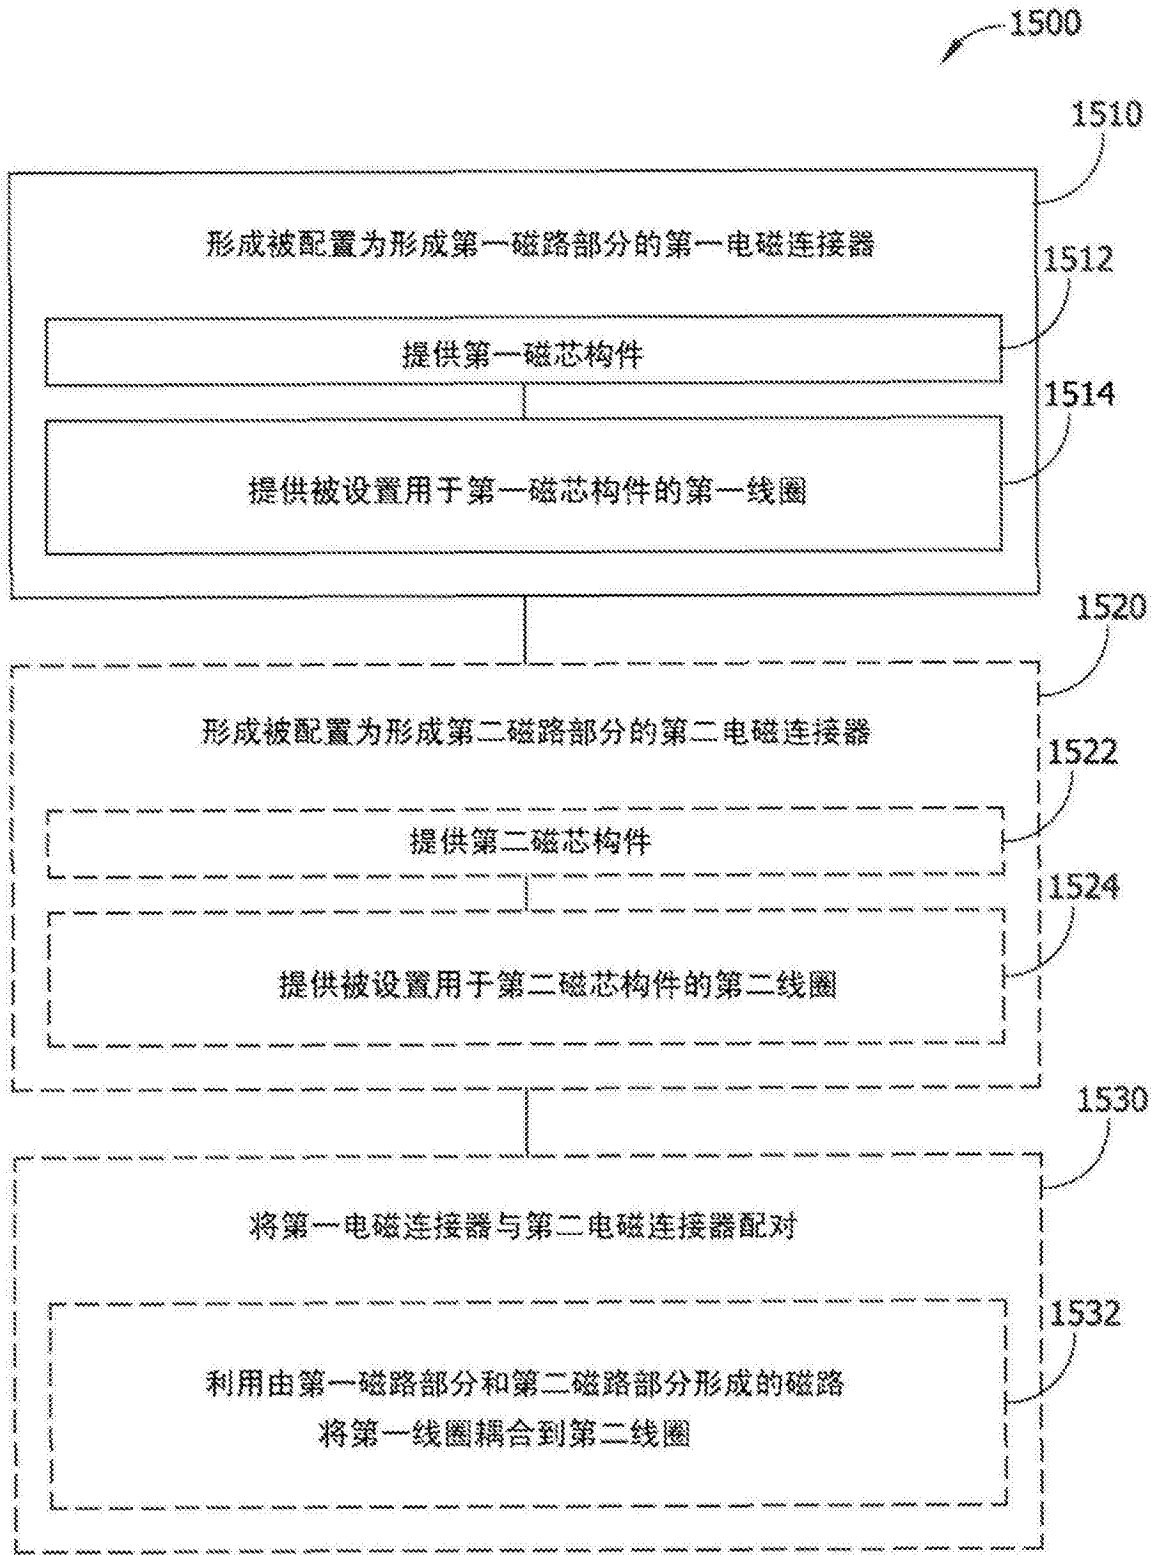 1500
1510
形成被配置为形成第一磁路部分的第一电磁连接器
1512
提供第一磁芯构件
1514
提供被设置用于第一磁芯构件的第一线圈
1520
形成被配置为形成第二磁路部分的第二电磁连接器
1522
提供第二磁芯构件
1524
提供被设置用于第二磁芯构件的第二线圈
1530
将第一电磁连接器与第二电磁连接器配对
1532
利用由第一磁路部分和第二磁路部分形成的磁路
将第一线圈耦合到第二线圈